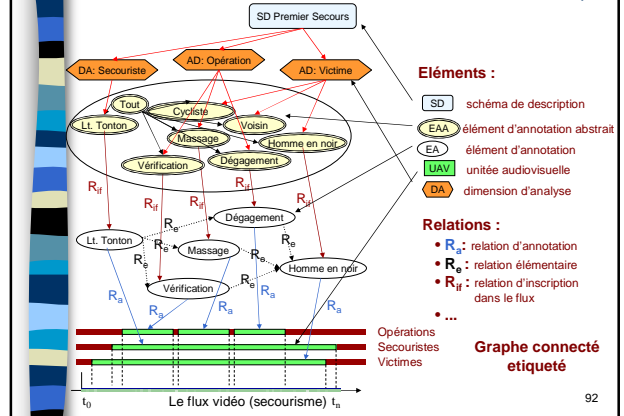 SD Premier Secours
DA: Secouriste
AD: Opération
AD: Victime
Tout
Cycliste
Lt. Tonton
Voisin
Massage
Homme en noir
Vérification
Dégagement
Rif
Rif
Rif
Rif
Dégagement
Re
Lt. Tonton
Re
Re
Massage
Re
Homme en noir
Re
Vérification
Ra
Ra
Ra
Ra
Ra
Opérations
Secouristes
Victimes
t0
Le flux vidéo (secourisme)
tn
Eléments :
SD schéma de description
EAA élément d'annotation abstrait
EA élément d'annotation
UAV unitée audiovisuelle
DA dimension d'analyse
Relations :
• Ra: relation d'annotation
• Re : relation élémentaire
• Rif : relation d'inscription
dans le flux
• ...
Graphe connecté
etiqueté
92